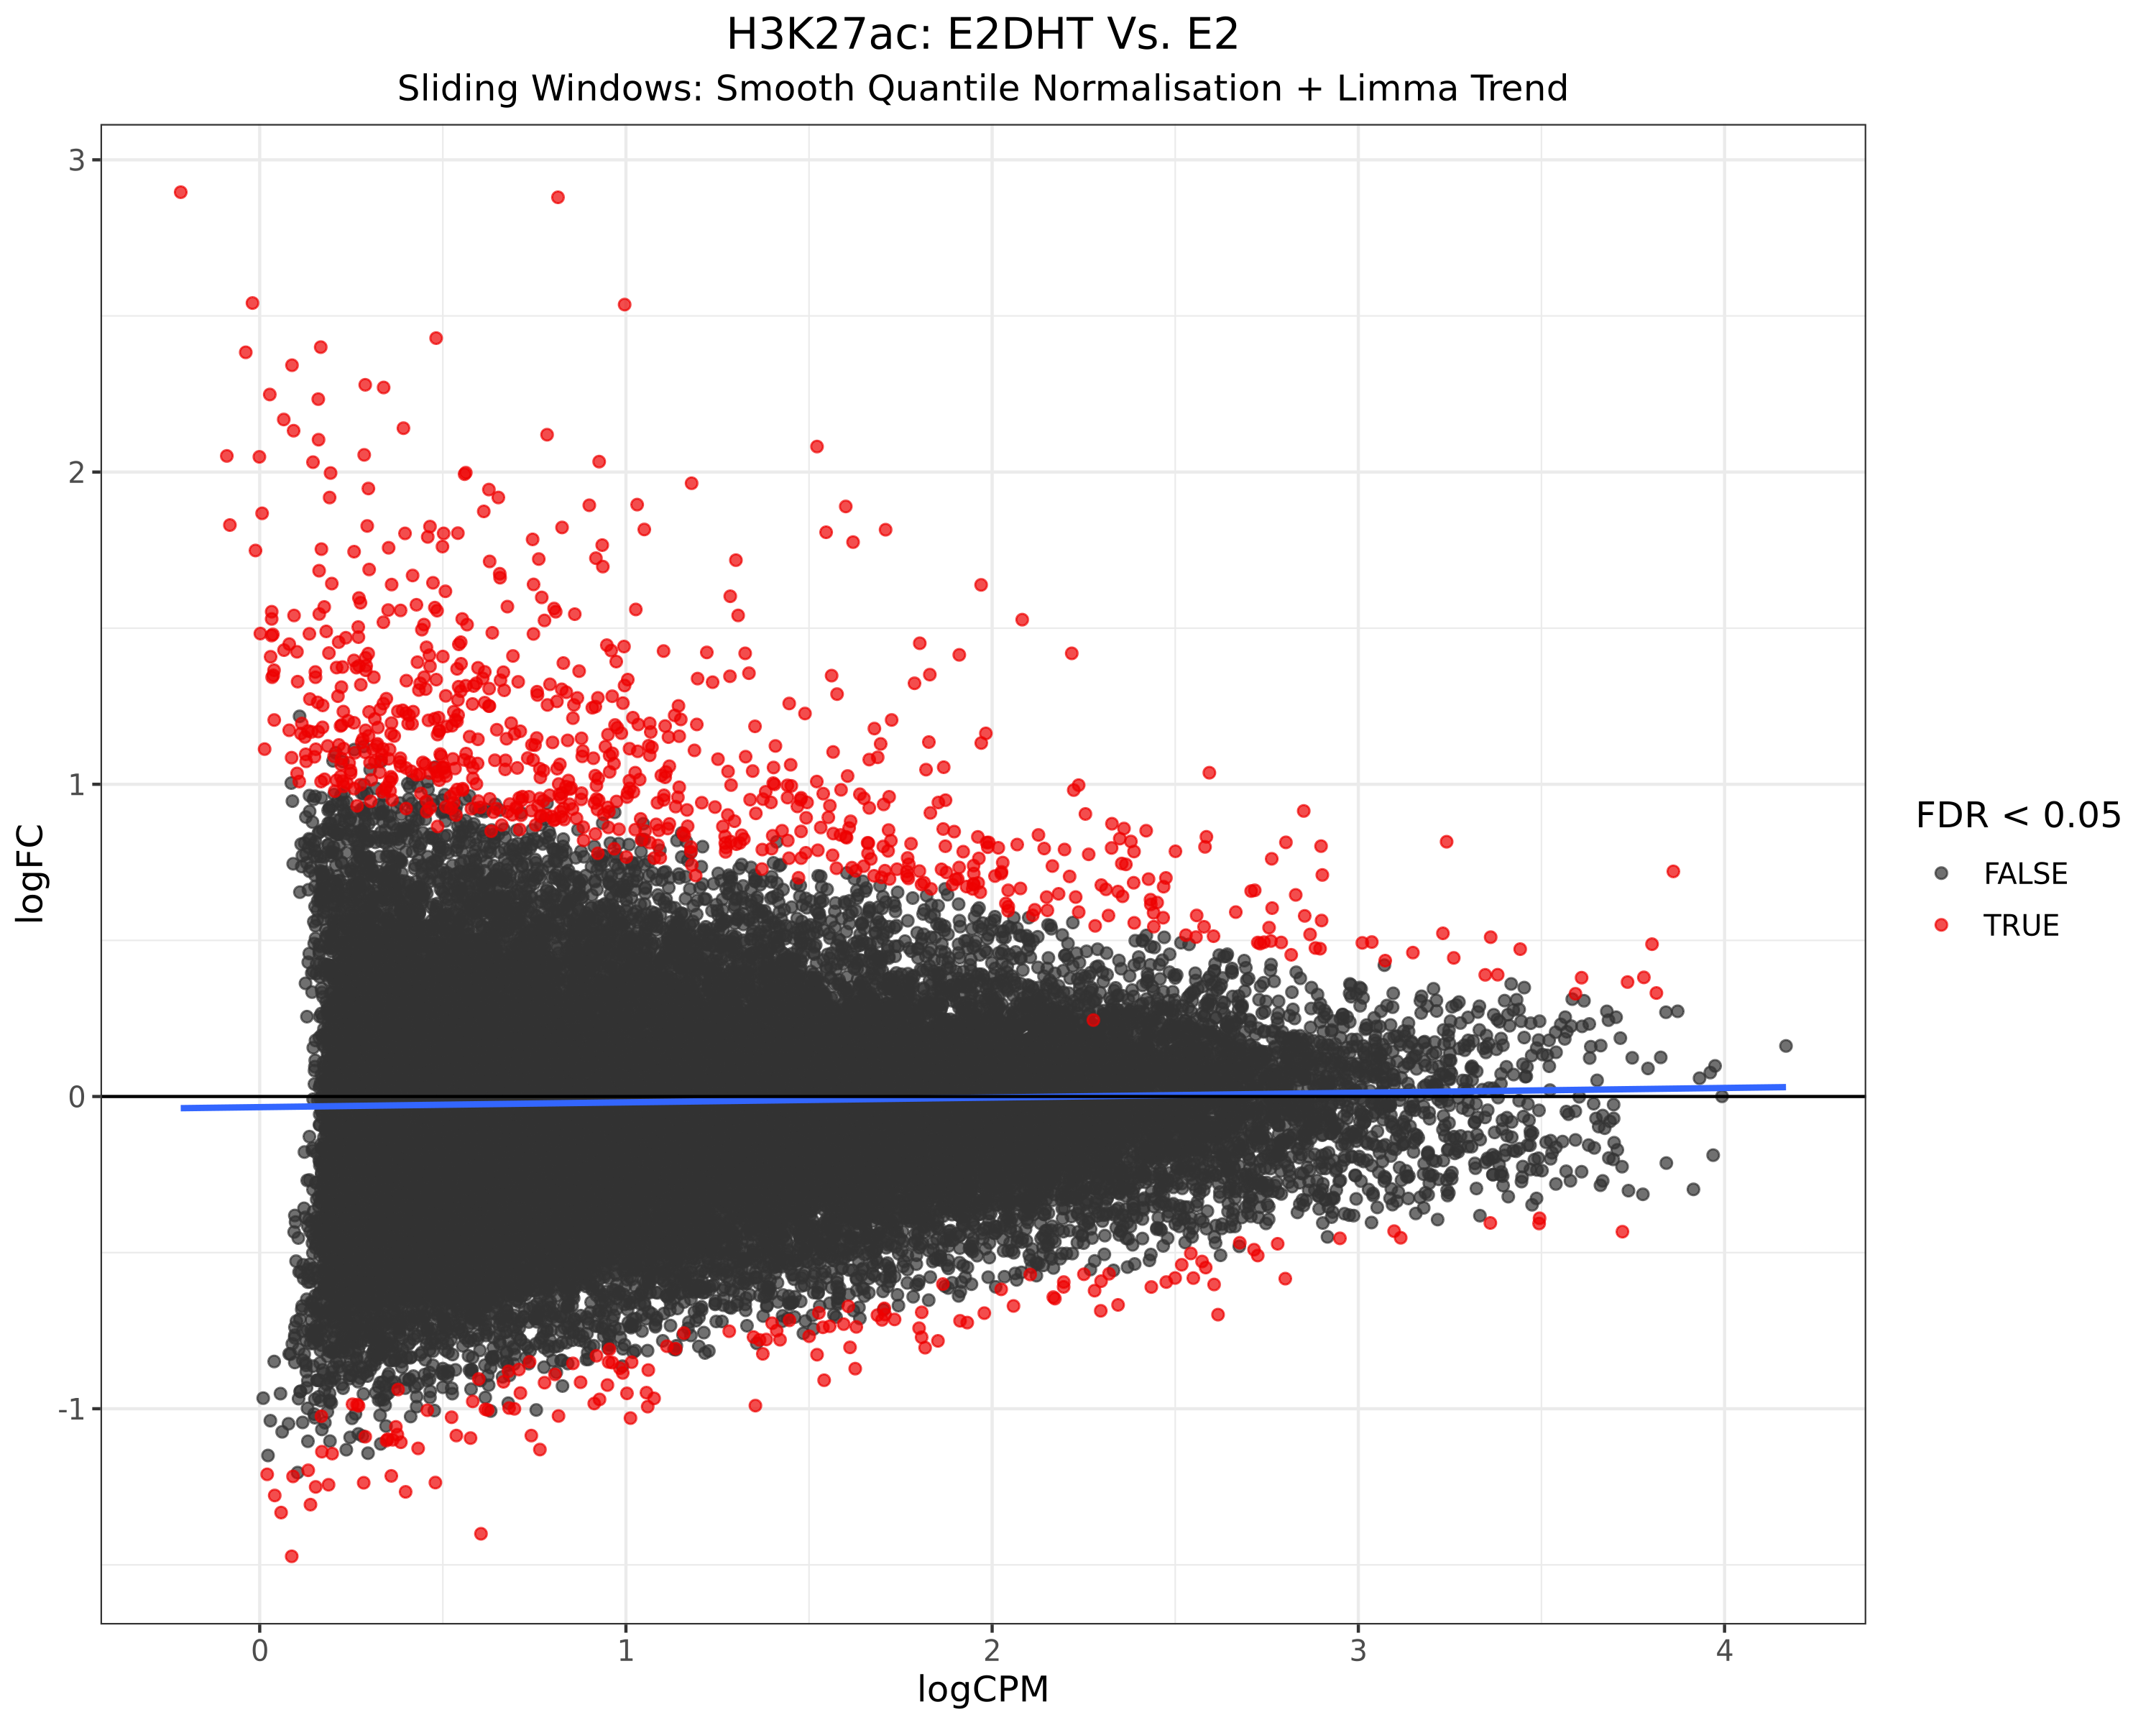 H3K27ac: E2DHT Vs. E2
Sliding Windows: Smooth Quantile Normalisation + Limma Trend
3
2
1
0
-1
logFC
0
1
2
3
4
logCPM
FDR < 0.05
FALSE
TRUE